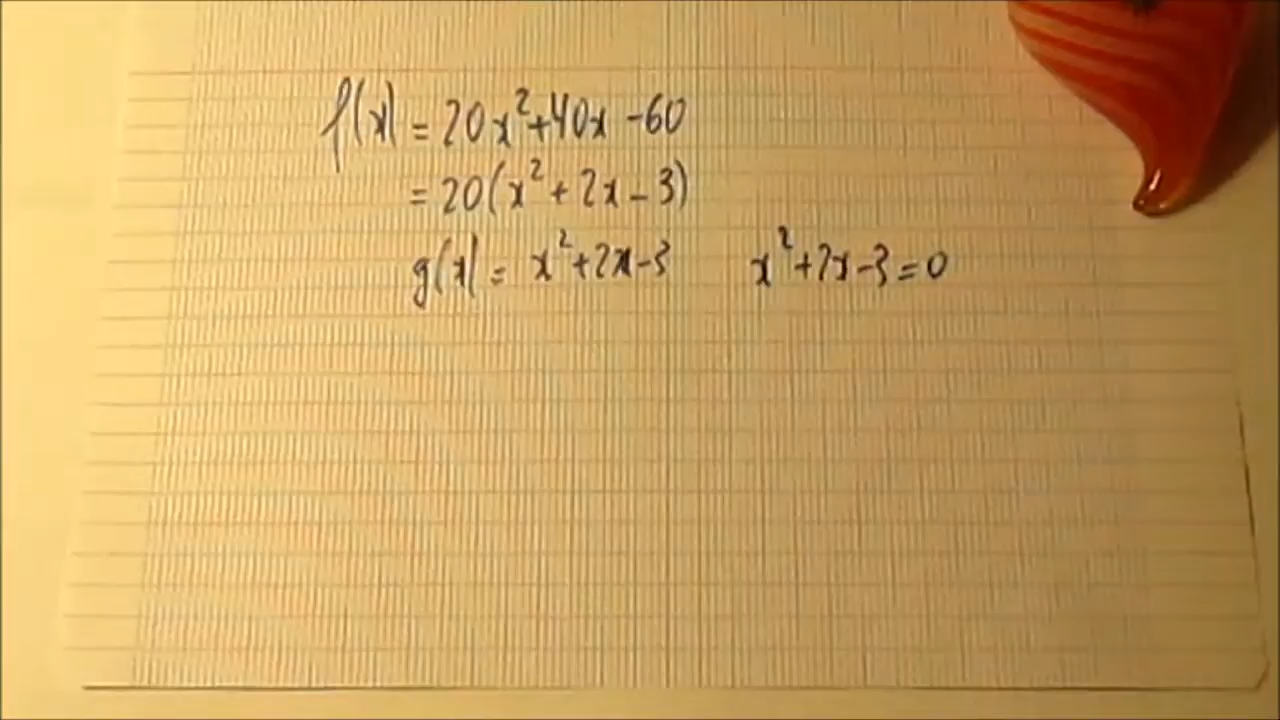 f(x) = 20x²+40x -60
= 20(x² + 2x - 3)
g(x) = x²+2x-3 x²+2x-3=0